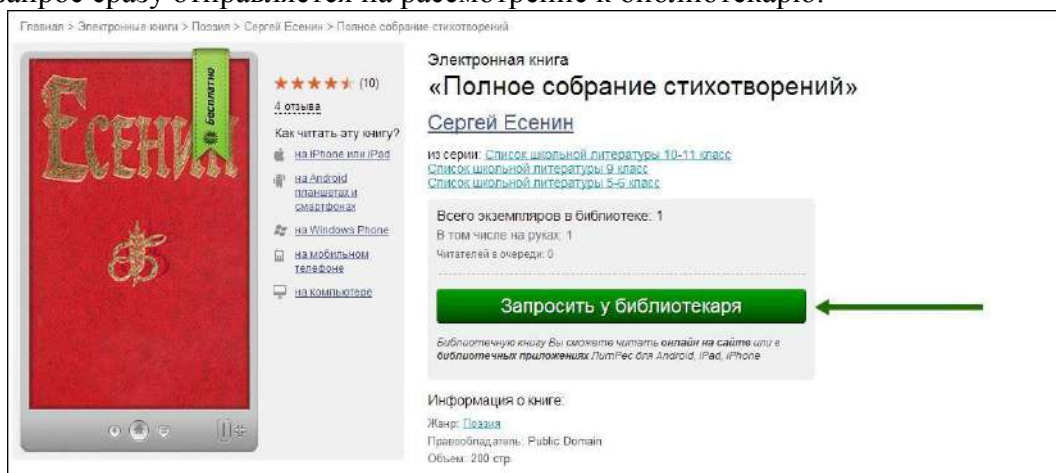 запрос сразу отправляется на рассмотрение к библиотекарю.
Главная > Электронные книги > Поэзия > Сергей Есенин > Полное собрание стихотворений
Есенин
Бесплатно
(10)
4 отзыва
Как читать эту книгу?
на iPhone или iPad
на Android
планшетах и
смартфонах
на Windows Phone
на мобильном
телефоне
на компьютере
Электронная книга
«Полное собрание стихотворений»
Сергей Есенин
из серии: Список школьной литературы 10-11 класс
Список школьной литературы 9 класс
Список школьной литературы 5-6 класс
Всего экземпляров в библиотеке: 1
В том числе на руках: 1
Читателей в очереди: 0
Запросить у библиотекаря
Библиотечную книгу Вы сможете читать онлайн на сайте или в
библиотечных приложениях ЛитРес для Android, iPad, iPhone
Информация о книге:
Жанр: Поэзия
Правообладатель: Public Domain
Объем: 200 стр.